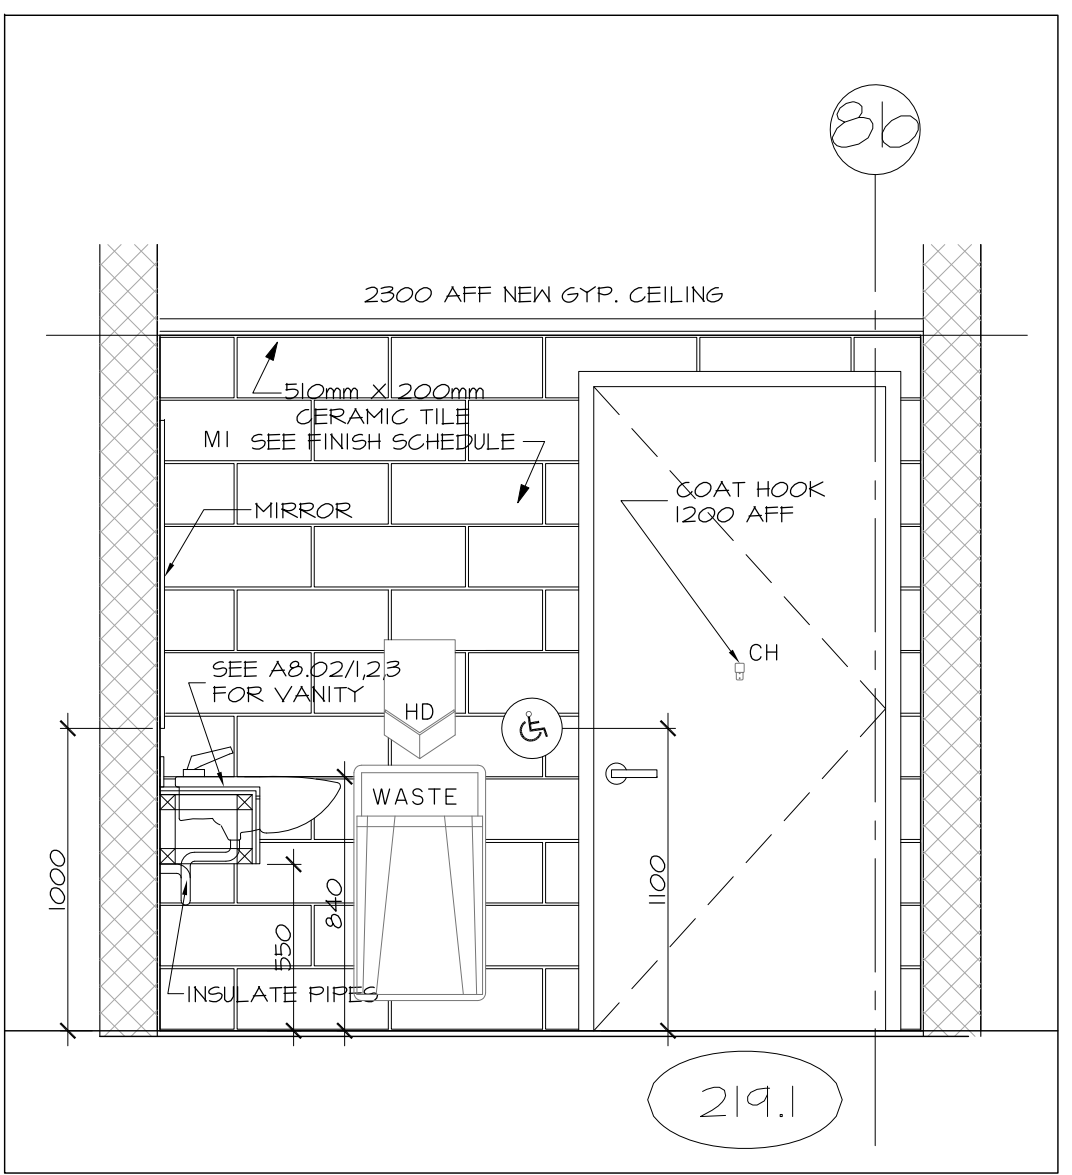 8b
2300 AFF NEW GYP. CEILING
510mm X 200mm
CERAMIC TILE
SEE FINISH SCHEDULE
MI
MIRROR
COAT HOOK
1200 AFF
CH
SEE A8.02/1,2,3
FOR VANITY
HD
WASTE
1000
550
840
1100
INSULATE PIPES
219.1